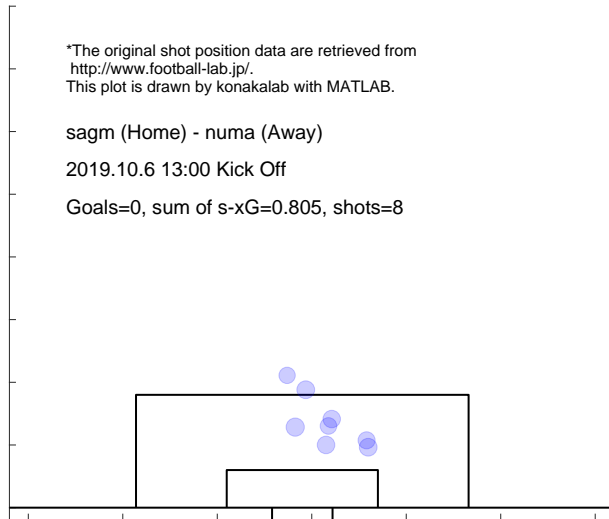 *The original shot position data are retrieved from
http://www.football-lab.jp/.
This plot is drawn by konakalab with MATLAB.
sagm (Home) - numa (Away)
2019.10.6 13:00 Kick Off
Goals=0, sum of s-xG=0.805, shots=8